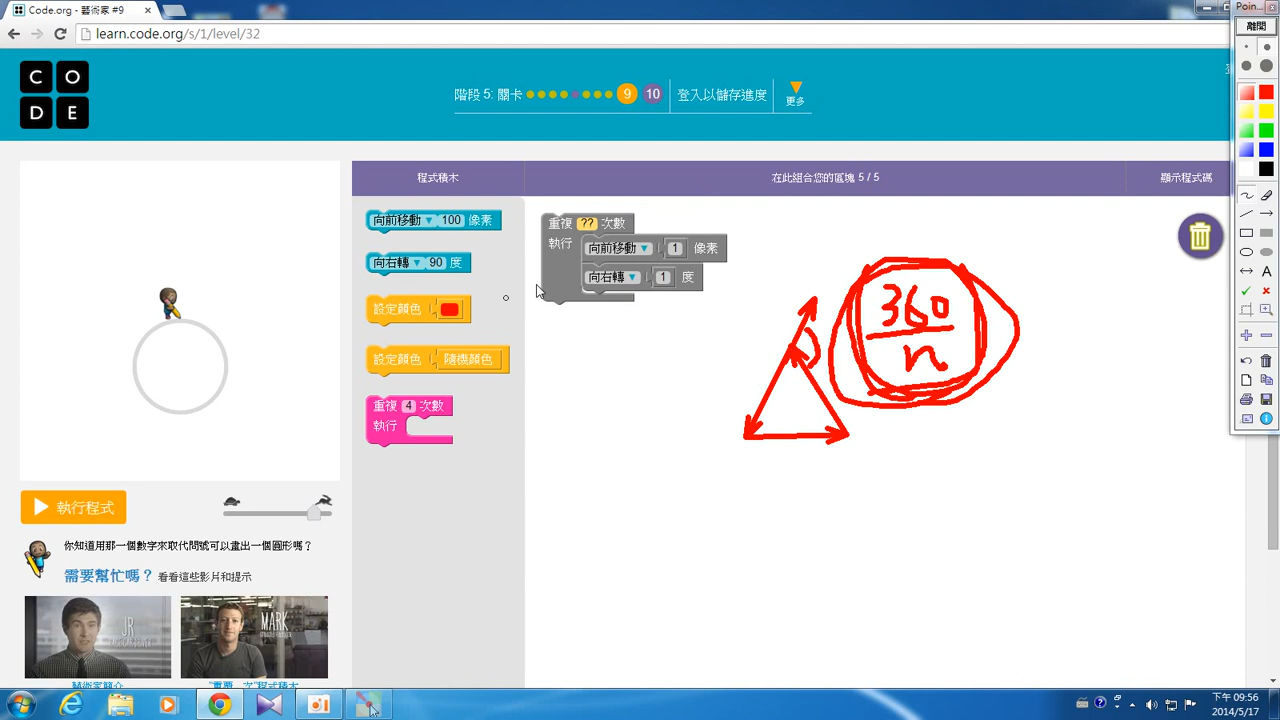 Code.org - 藝術家 #9
Poin...
離開
learn.code.org/s/1/level/32
C O
D E
階段 5: 關卡
9
10
登入以儲存進度
更多
程式積木
在此組合您的區塊 5 / 5
顯示程式碼
向前移動 100 像素
向右轉 90 度
設定顏色
設定顏色 隨機顏色
重複 4 次數
執行
重複 ?? 次數
執行
向前移動 1 像素
向右轉 1 度
360
n
A
執行程式
你知道用那一個數字來取代問號可以畫出一個圓形嗎？
需要幫忙嗎？ 看看這些影片和提示
JR
MARK
藝術家簡介
"重覆...次"程式積木
下午 09:56
2014/5/17